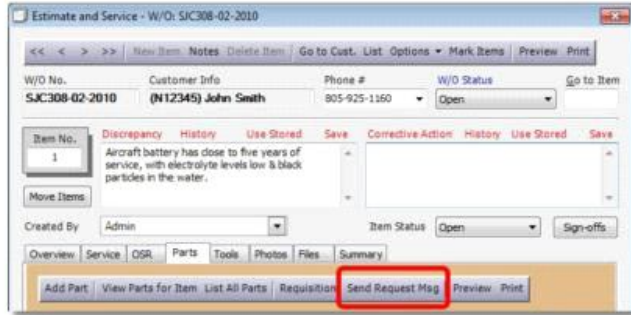 Estimate and Service - W/O: SJC308-02-2010
<< < > >> New Item Notes Delete Item Go to Cust. List Options Mark Items Preview Print
W/O No. Customer Info Phone # W/O Status Go to Item
SJC308-02-2010 (N12345) John Smith 805-925-1160 Open
Item No. Discrepancy History Use Stored Save Corrective Action History Use Stored Save
1
Aircraft battery has close to five years of
service, with electrolyte levels low & black
particles in the water.
Move Items
Created By Admin Item Status Open Sign-offs
Overview Service OSR Parts Tools Photos Files Summary
Add Part View Parts for Item List All Parts Requisition Send Request Msg Preview Print